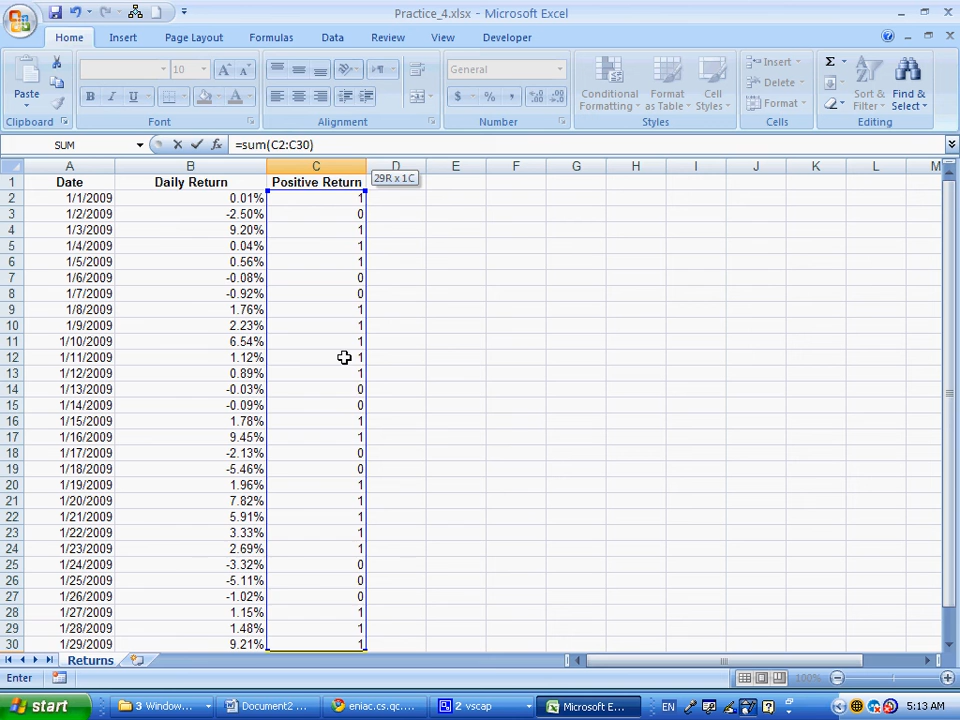 Practice_4.xlsx - Microsoft Excel
Home Insert Page Layout Formulas Data Review View Developer
Paste 10 General Conditional Formatting Format as Table Cell Styles Insert Delete Format Sort & Filter Find & Select
B I U $ %
Clipboard Font Alignment Number Styles Cells Editing
SUM =sum(C2:C30)
A B C D E F G H I J K L M
29R x 1C
1 Date Daily Return Positive Return
2 1/1/2009 0.01% 1
3 1/2/2009 -2.50% 0
4 1/3/2009 9.20% 1
5 1/4/2009 0.04% 1
6 1/5/2009 0.56% 1
7 1/6/2009 -0.08% 0
8 1/7/2009 -0.92% 0
9 1/8/2009 1.76% 1
10 1/9/2009 2.23% 1
11 1/10/2009 6.54% 1
12 1/11/2009 1.12% 1
13 1/12/2009 0.89% 1
14 1/13/2009 -0.03% 0
15 1/14/2009 -0.09% 0
16 1/15/2009 1.78% 1
17 1/16/2009 9.45% 1
18 1/17/2009 -2.13% 0
19 1/18/2009 -5.46% 0
20 1/19/2009 1.96% 1
21 1/20/2009 7.82% 1
22 1/21/2009 5.91% 1
23 1/22/2009 3.33% 1
24 1/23/2009 2.69% 1
25 1/24/2009 -3.32% 0
26 1/25/2009 -5.11% 0
27 1/26/2009 -1.02% 0
28 1/27/2009 1.15% 1
29 1/28/2009 1.48% 1
30 1/29/2009 9.21% 1
Returns
Enter 100%
start 3 Window... Document2 ... eniac.cs.qc.... 2 vscap Microsoft E... EN 5:13 AM